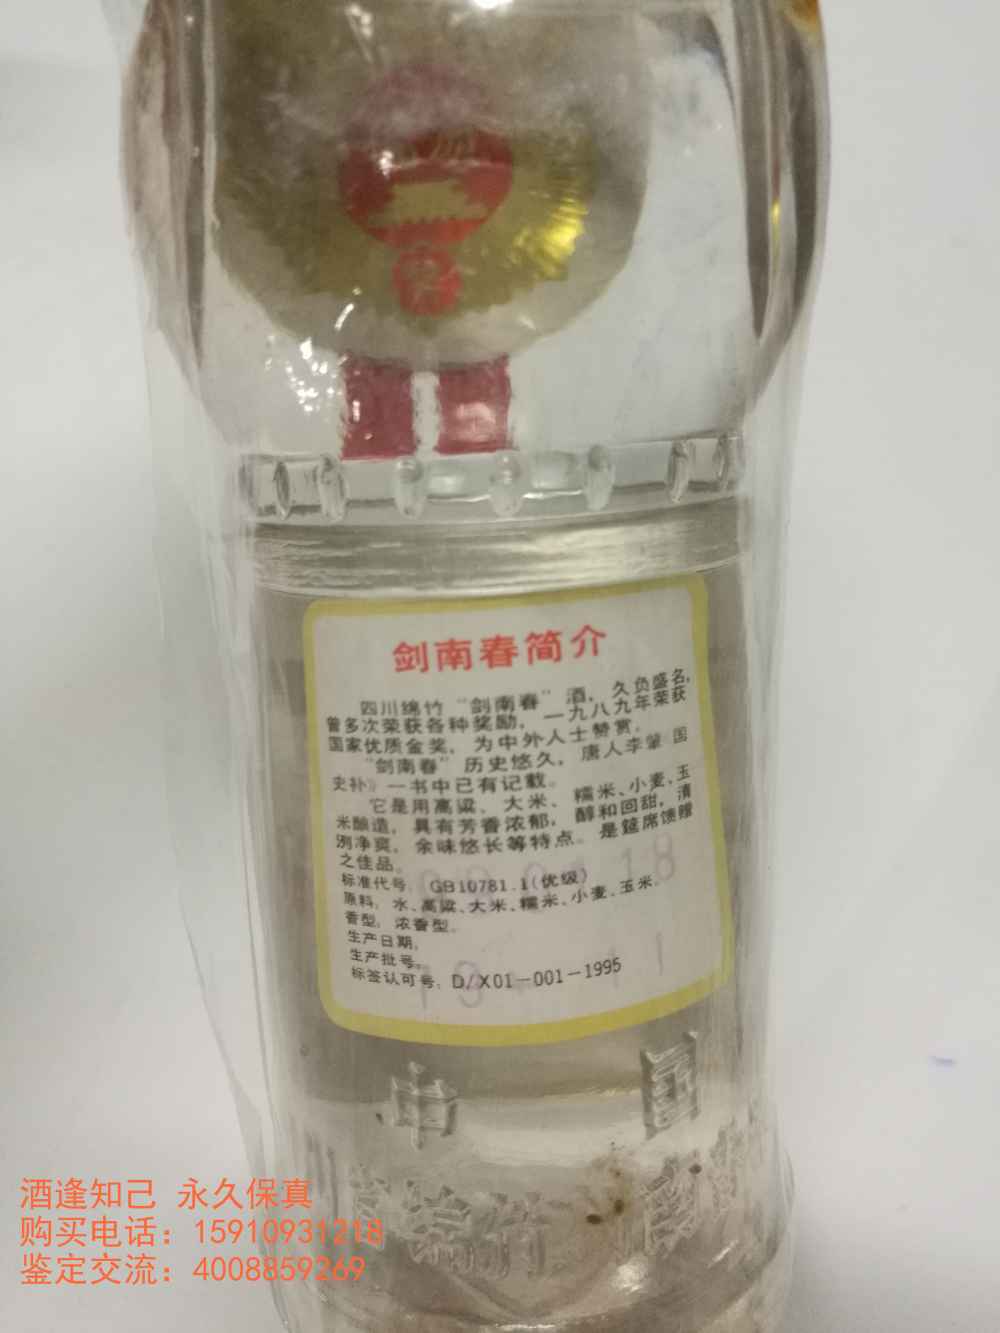 剑南春简介
四川绵竹“剑南春”酒，久负盛名，
曾多次荣获各种奖励，一九八九年荣获
国家优质金奖，为中外人士赞赏。
“剑南春”历史悠久，唐人李肇 国
史补》一书中已有记载。
它是用高粱、大米、糯米、小麦、玉
米酿造，具有芳香浓郁，醇和回甜，清
洌净爽，余味悠长等特点。是筵席馈赠
之佳品。
标准代号，GB10781.1(优级)
原料：水、高粱、大米、糯米、小麦、玉米。
香型，浓香型。
生产日期，
生产批号。
标签认可号：D/X01-001-1995
中 国
绵竹
酒逢知己 永久保真
购买电话：15910931218
鉴定交流：4008859269